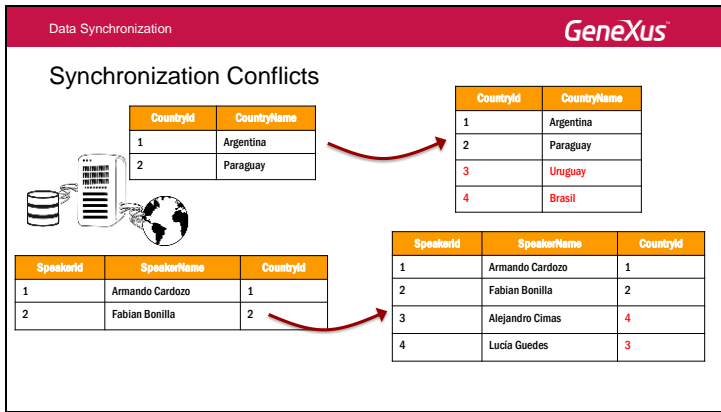 Data Synchronization
GeneXus™
Synchronization Conflicts
CountryId CountryName
1 Argentina
2 Paraguay
CountryId CountryName
1 Argentina
2 Paraguay
3 Uruguay
4 Brasil
SpeakerId SpeakerName CountryId
1 Armando Cardozo 1
2 Fabian Bonilla 2
SpeakerId SpeakerName CountryId
1 Armando Cardozo 1
2 Fabian Bonilla 2
3 Alejandro Cimas 4
4 Lucía Guedes 3